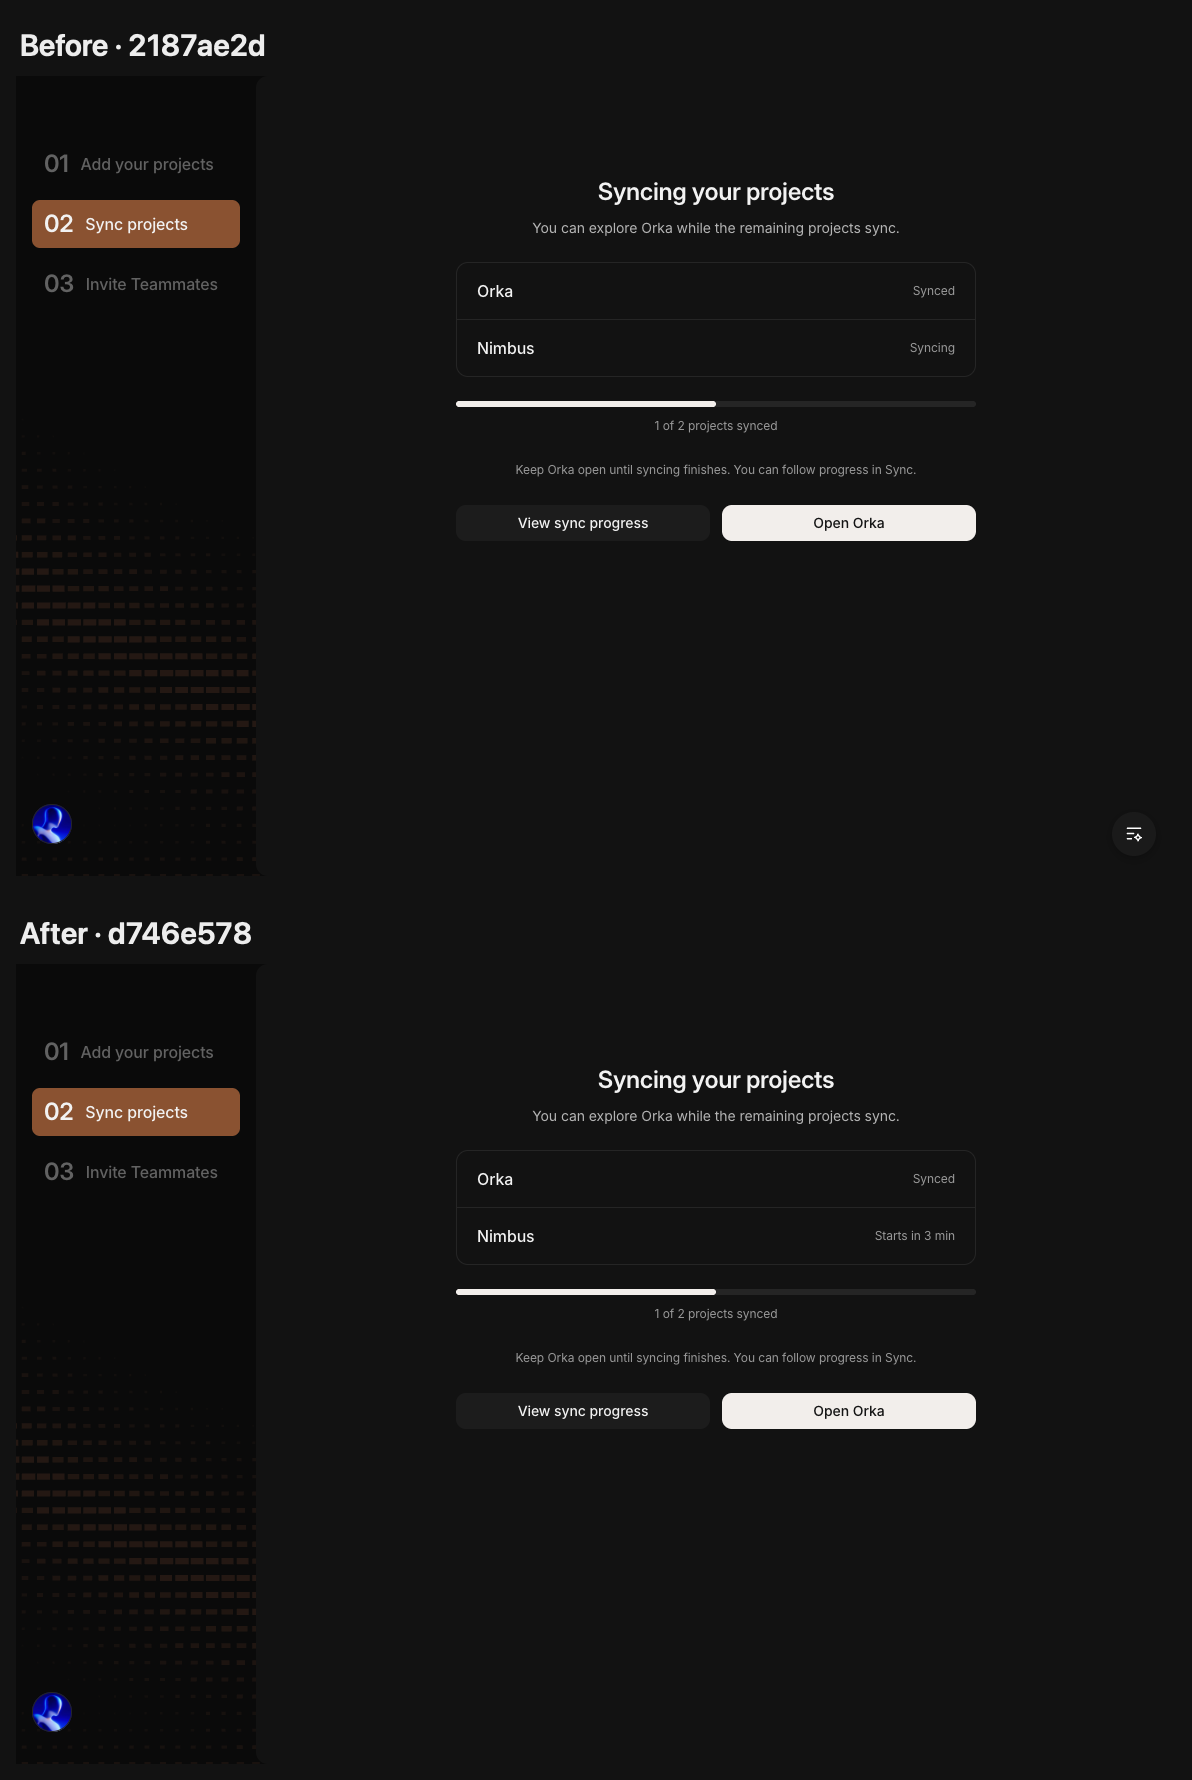 Before · 2187ae2d
01 Add your projects
02 Sync projects
03 Invite Teammates
Syncing your projects
You can explore Orka while the remaining projects sync.
Orka Synced
Nimbus Syncing
1 of 2 projects synced
Keep Orka open until syncing finishes. You can follow progress in Sync.
View sync progress Open Orka
After · d746e578
01 Add your projects
02 Sync projects
03 Invite Teammates
Syncing your projects
You can explore Orka while the remaining projects sync.
Orka Synced
Nimbus Starts in 3 min
1 of 2 projects synced
Keep Orka open until syncing finishes. You can follow progress in Sync.
View sync progress Open Orka